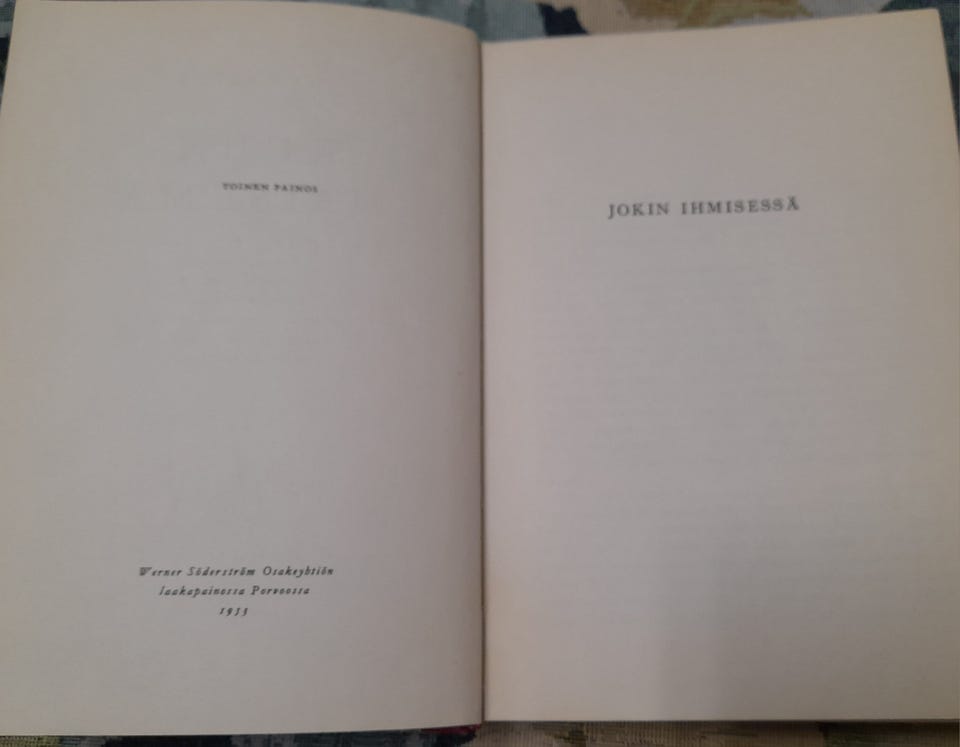 TOINEN PAINOS
Werner Söderström Osakeyhtiön
laakapainossa Porvoossa
1955
JOKIN IHMISESSÄ